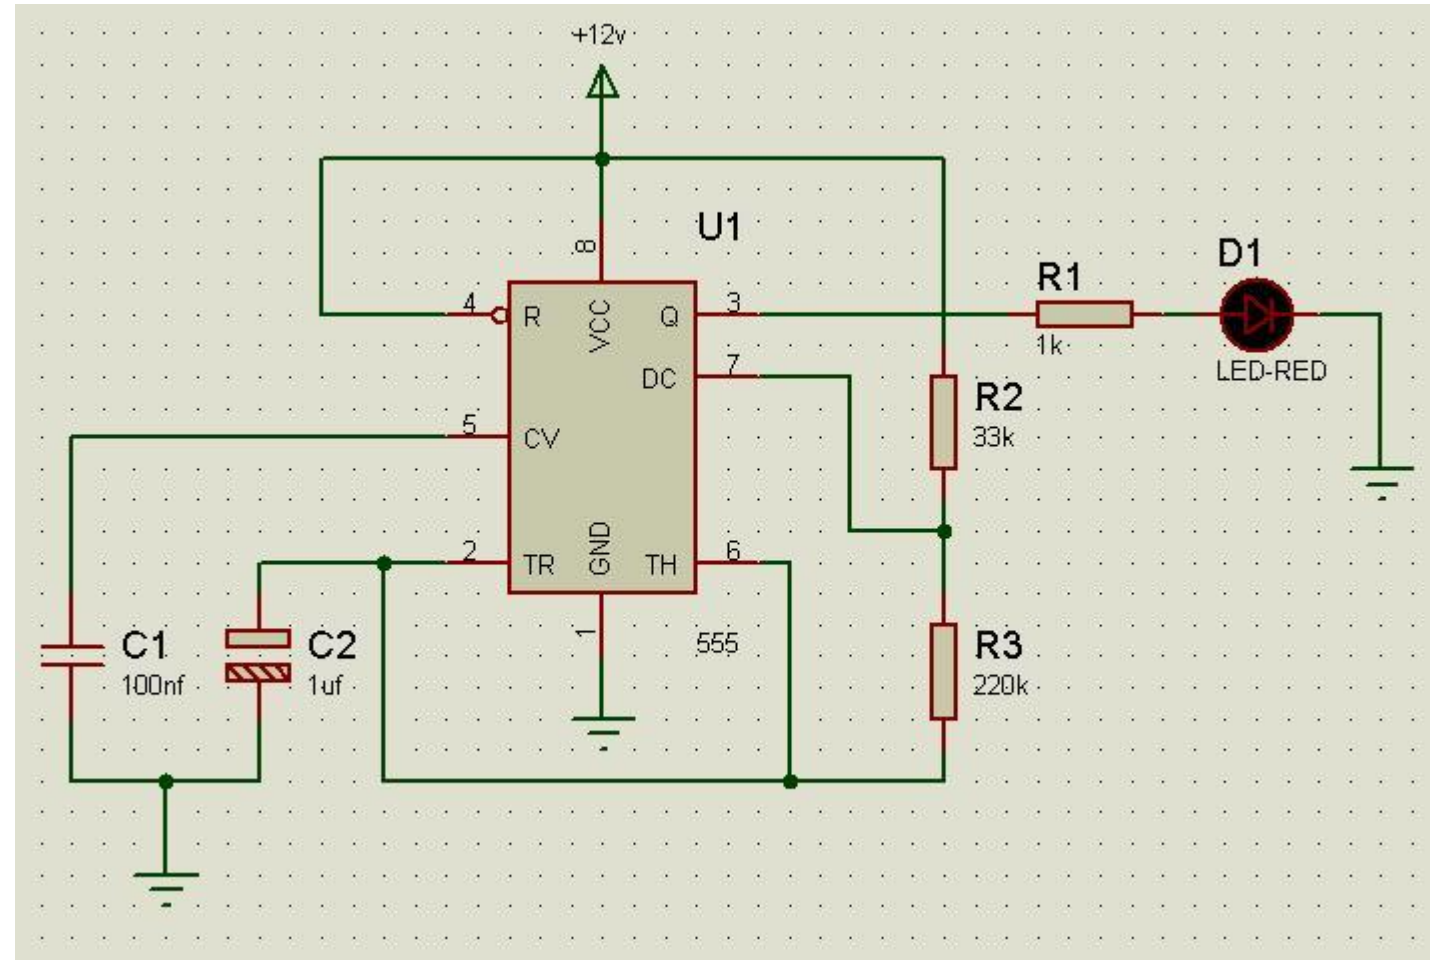 +12v
U1
8
4
R
VCC
Q
3
R1
1k
D1
LED-RED
DC
7
R2
33k
5
CV
2
TR
GND
TH
6
1
555
C1
100nf
C2
1uf
R3
220k